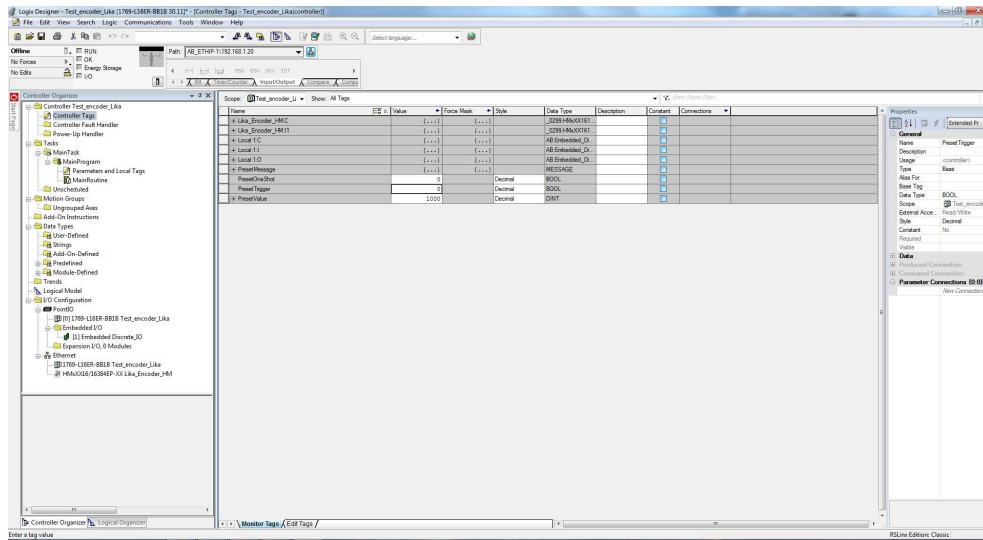 Logix Designer - Test_encoder_Lika [1769-L16ER-BB1B 30.11]* - [Controller Tags - Test_encoder_Lika(controller)]
File Edit View Search Logic Communications Tools Window Help
Select language...
Offline RUN Path: AB_ETHIP-1\192.168.1.20
No Forces OK
No Edits Energy Storage
I/O
Bit Timer/Counter Input/Output Compare
Start Page
Controller Organizer
Controller Test_encoder_Lika
Controller Tags
Controller Fault Handler
Power-Up Handler
Tasks
MainTask
MainProgram
Parameters and Local Tags
MainRoutine
Unscheduled
Motion Groups
Ungrouped Axes
Add-On Instructions
Data Types
User-Defined
Strings
Add-On-Defined
Predefined
Module-Defined
Trends
Logical Model
I/O Configuration
PointIO
[0] 1769-L16ER-BB1B Test_encoder_Lika
Embedded I/O
[1] Embedded Discrete_IO
Expansion I/O, 0 Modules
Ethernet
1769-L16ER-BB1B Test_encoder_Lika
HMxXX16/16384EP-XX Lika_Encoder_HM
Controller Organizer Logical Organizer
Scope: Test_encoder_Li Show: All Tags Enter Name Filter...
Name Value Force Mask Style Data Type Description Constant Connections
+ Lika_Encoder_HM:C {...} {...} _0299:HMxXX161...
+ Lika_Encoder_HM:I1 {...} {...} _0299:HMxXX161...
+ Local:1:C {...} {...} AB:Embedded_Di...
+ Local:1:I {...} {...} AB:Embedded_Di...
+ Local:1:O {...} {...} AB:Embedded_Di...
+ PresetMessage {...} {...} MESSAGE
PresetOneShot 0 Decimal BOOL
PresetTrigger 0 Decimal BOOL
+ PresetValue 1000 Decimal DINT
Monitor Tags Edit Tags
Properties
Extended Pr
General
Name PresetTrigger
Description
Usage <controller>
Type Base
Alias For
Base Tag
Data Type BOOL
Scope Test_encode
External Acce... Read/Write
Style Decimal
Constant No
Required
Visible
Data
Produced Connection
Consumed Connection
Parameter Connections {0:0}
New Connection
Enter a tag value
RSLinx Edition: Classic